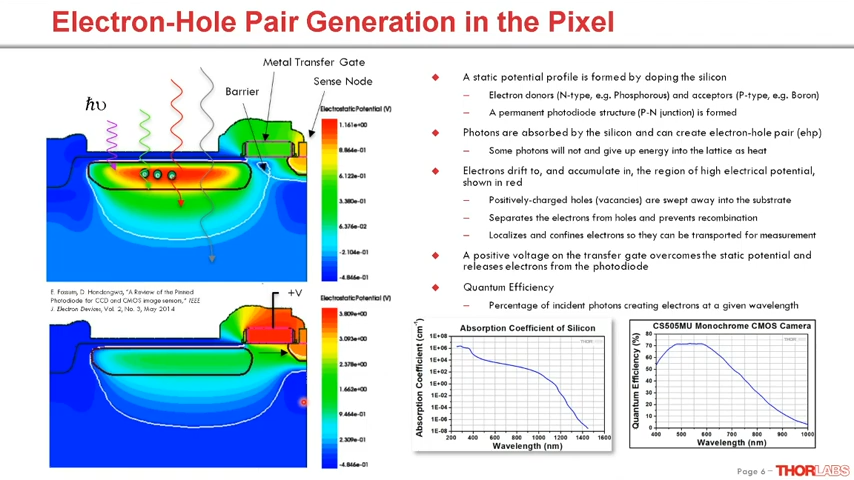 Electron-Hole Pair Generation in the Pixel
Metal Transfer Gate
Sense Node
Barrier
ħυ
ElectrostaticPotential (V)
1.161e+00
8.964e-01
6.122e-01
3.380e-01
6.376e-02
-2.104e-01
-4.846e-01
E. Fossum, D. Hondongwa, "A Review of the Pinned
Photodiode for CCD and CMOS image sensors," IEEE
J. Electron Devices, Vol. 2, No. 3, May 2014
+V
ElectrostaticPotential (V)
3.809e+00
3.093e+00
2.378e+00
1.662e+00
9.464e-01
2.309e-01
-4.846e-01
A static potential profile is formed by doping the silicon
– Electron donors (N-type, e.g. Phosphorous) and acceptors (P-type, e.g. Boron)
– A permanent photodiode structure (P-N junction) is formed
Photons are absorbed by the silicon and can create electron-hole pair (ehp)
– Some photons will not and give up energy into the lattice as heat
Electrons drift to, and accumulate in, the region of high electrical potential,
shown in red
– Positively-charged holes (vacancies) are swept away into the substrate
– Separates the electrons from holes and prevents recombination
– Localizes and confines electrons so they can be transported for measurement
A positive voltage on the transfer gate overcomes the static potential and
releases electrons from the photodiode
Quantum Efficiency
– Percentage of incident photons creating electrons at a given wavelength
Absorption Coefficient of Silicon
THORLABS
Absorption Coefficient (cm⁻¹)
1E+08
1E+06
1E+04
1E+02
1E+00
1E-02
1E-04
1E-06
1E-08
200 400 600 800 1000 1200 1400 1600
Wavelength (nm)
CS505MU Monochrome CMOS Camera
THORLABS
Quantum Efficiency (%)
80
70
60
50
40
30
20
10
0
400 500 600 700 800 900 1000
Wavelength (nm)
Page 6 – THORLABS